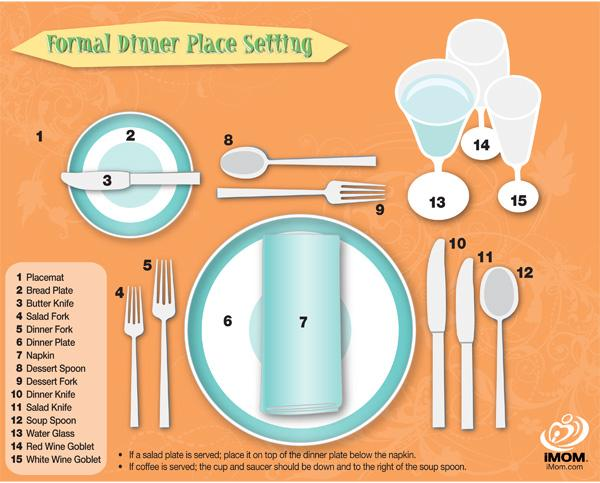 Formal Dinner Place Setting
1
2
3
8
9
14
13
15
4
5
6
7
10
11
12
1 Placemat
2 Bread Plate
3 Butter Knife
4 Salad Fork
5 Dinner Fork
6 Dinner Plate
7 Napkin
8 Dessert Spoon
9 Dessert Fork
10 Dinner Knife
11 Salad Knife
12 Soup Spoon
13 Water Glass
14 Red Wine Goblet
15 White Wine Goblet
• If a salad plate is served; place it on top of the dinner plate below the napkin.
• If coffee is served; the cup and saucer should be down and to the right of the soup spoon.
iMOM.
iMom.com